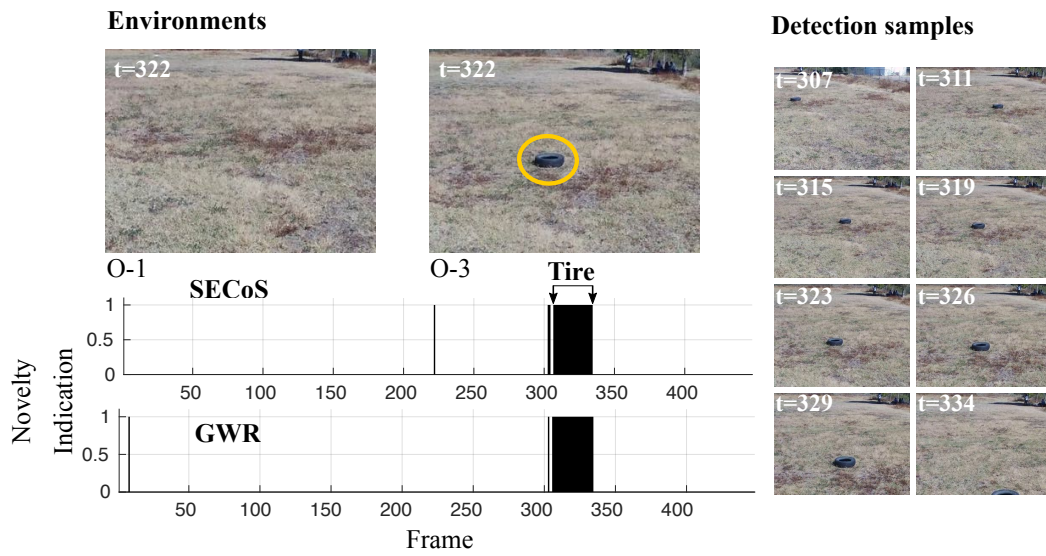 Environments
Detection samples
t=322
t=322
t=307
t=311
t=315
t=319
t=323
t=326
t=329
t=334
O-1
O-3
Tire
SECoS
1
0.5
0
50 100 150 200 250 300 350 400
Novelty
Indication
GWR
1
0.5
0
50 100 150 200 250 300 350 400
Frame